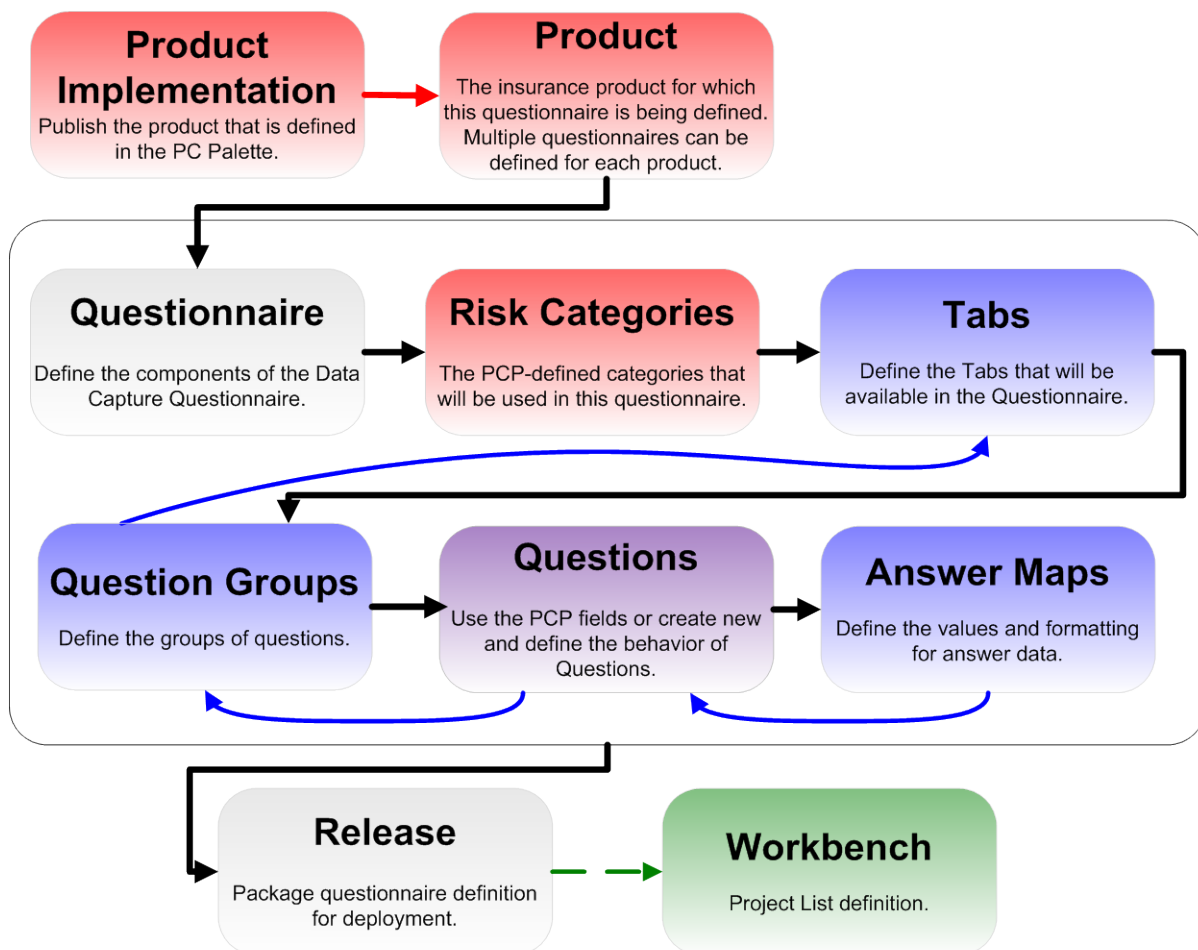 Product
Implementation
Publish the product that is defined
in the PC Palette.
Product
The insurance product for which
this questionnaire is being defined.
Multiple questionnaires can be
defined for each product.
Questionnaire
Define the components of the Data
Capture Questionnaire.
Risk Categories
The PCP-defined categories that
will be used in this questionnaire.
Tabs
Define the Tabs that will be
available in the Questionnaire.
Question Groups
Define the groups of questions.
Questions
Use the PCP fields or create new
and define the behavior of
Questions.
Answer Maps
Define the values and formatting
for answer data.
Release
Package questionnaire definition
for deployment.
Workbench
Project List definition.